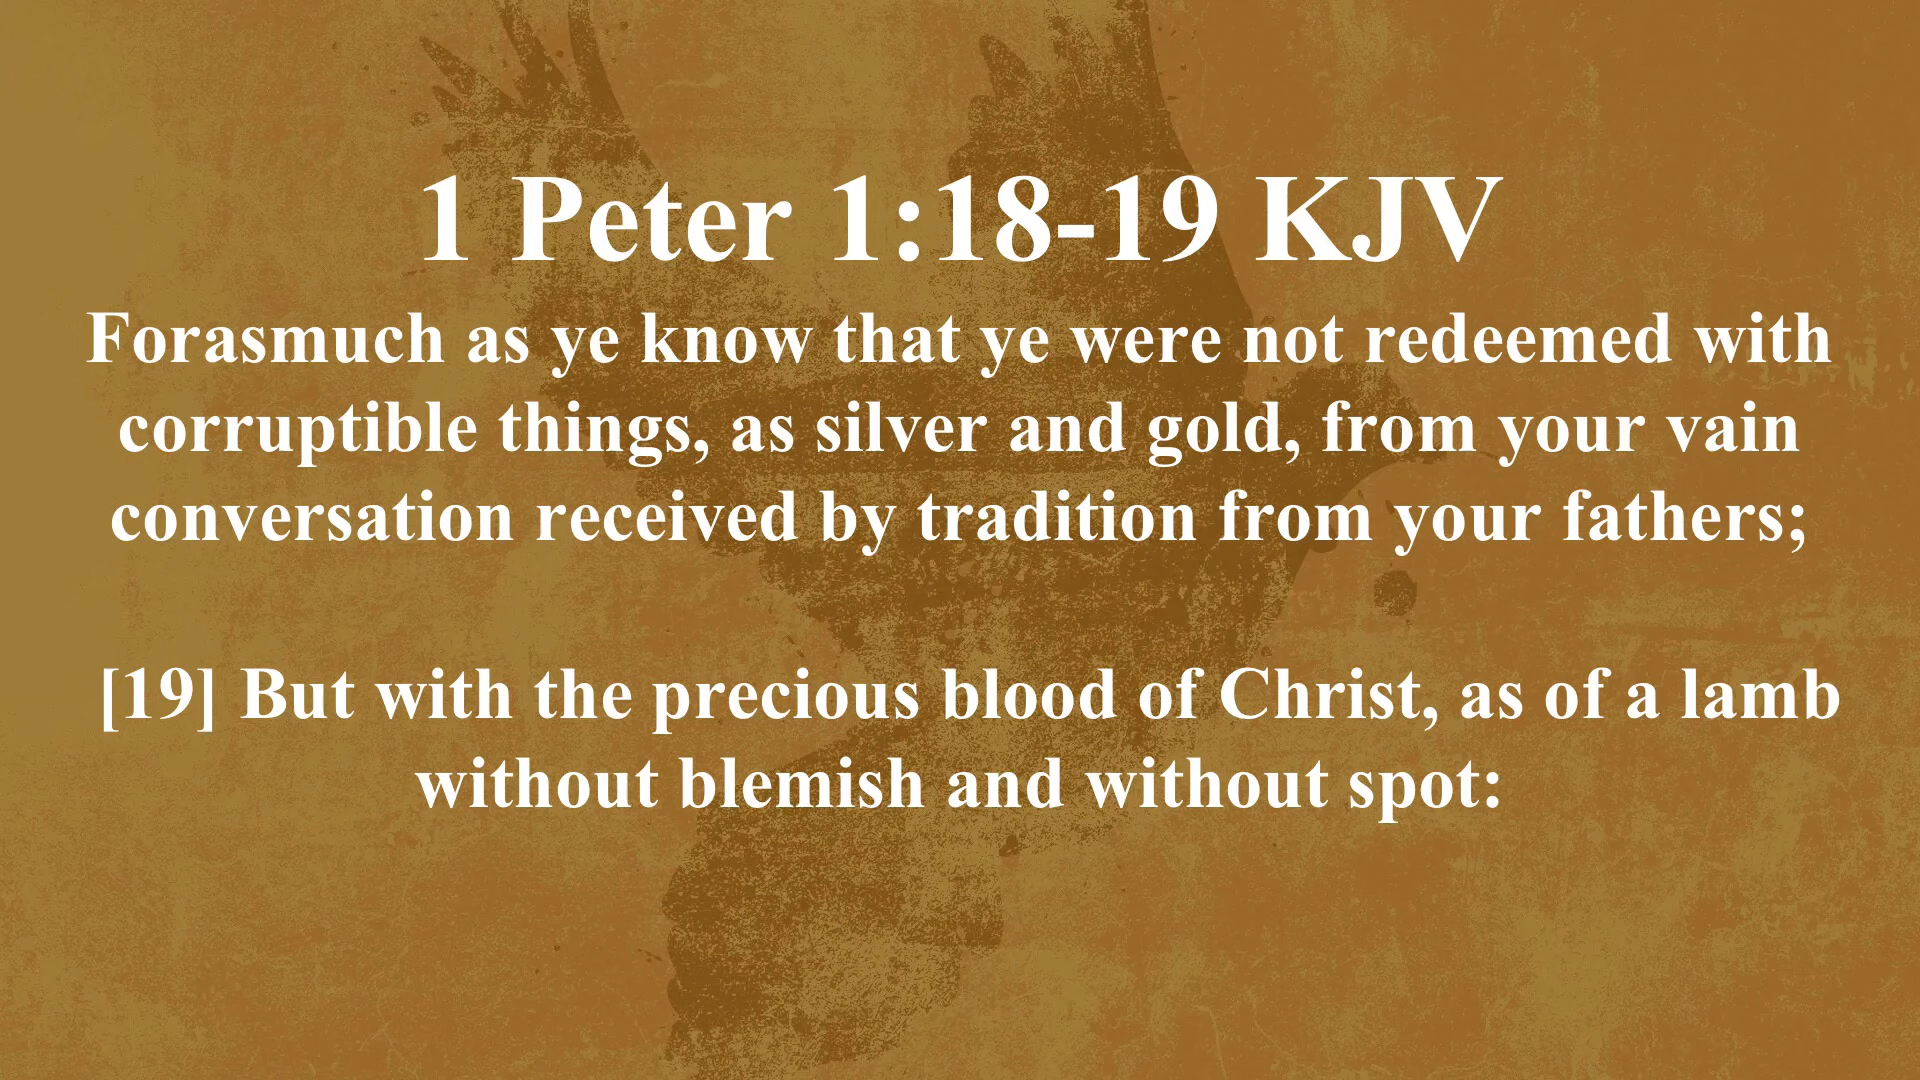 1 Peter 1:18-19 KJV
Forasmuch as ye know that ye were not redeemed with
corruptible things, as silver and gold, from your vain
conversation received by tradition from your fathers;
[19] But with the precious blood of Christ, as of a lamb
without blemish and without spot: